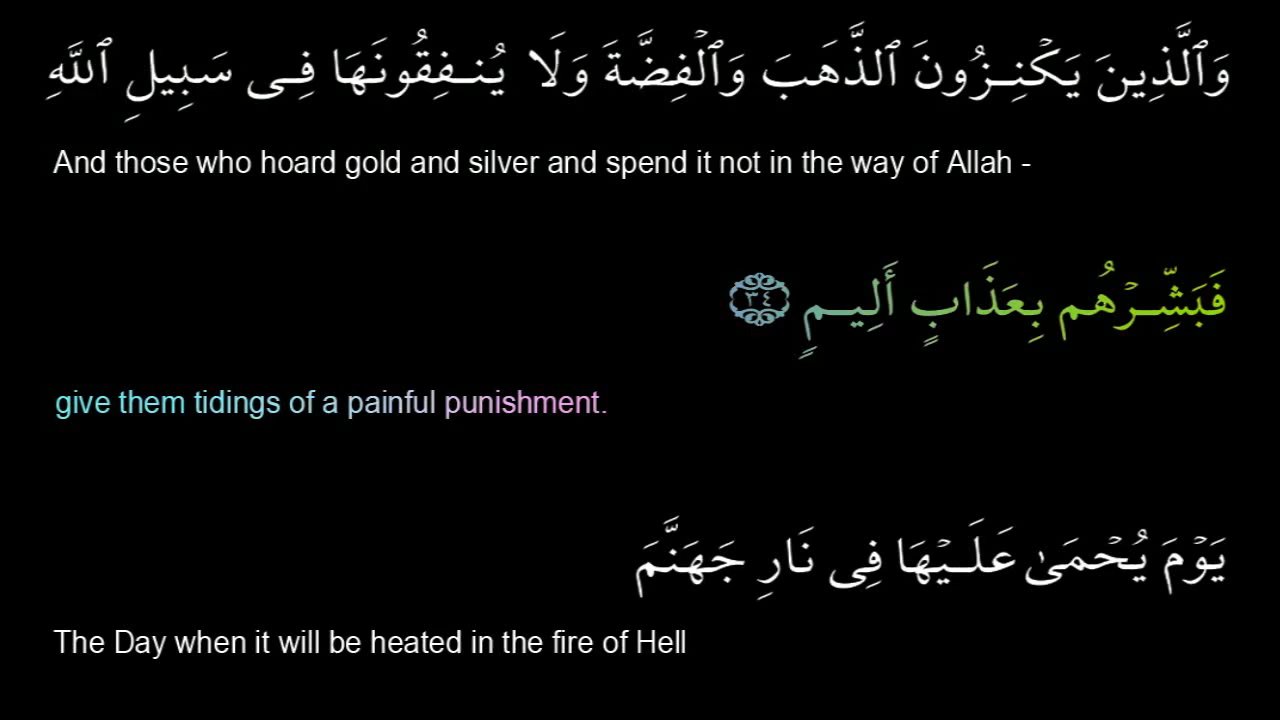 وَٱلَّذِينَ يَكْنِزُونَ ٱلذَّهَبَ وَٱلْفِضَّةَ وَلَا يُنفِقُونَهَا فِى سَبِيلِ ٱللَّهِ
And those who hoard gold and silver and spend it not in the way of Allah -
فَبَشِّرْهُم بِعَذَابٍ أَلِيمٍ ٣٤
give them tidings of a painful punishment.
يَوْمَ يُحْمَىٰ عَلَيْهَا فِى نَارِ جَهَنَّمَ
The Day when it will be heated in the fire of Hell